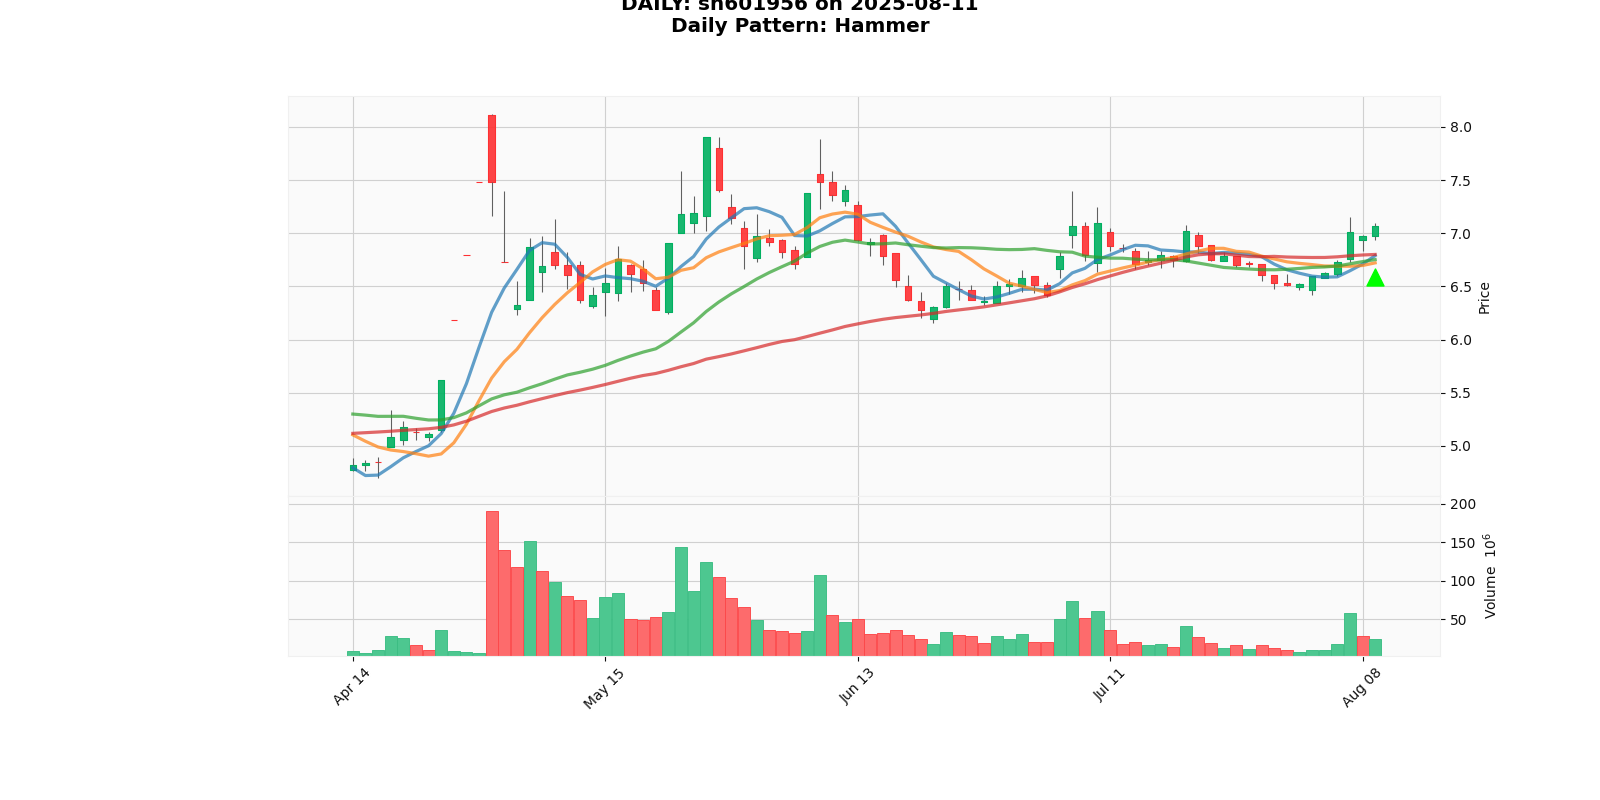 DAILY: sh601956 on 2025-08-11
Daily Pattern: Hammer
8.0
7.5
7.0
6.5
6.0
5.5
5.0
Price
200
150
100
50
Volume 10⁶
Apr 14
May 15
Jun 13
Jul 11
Aug 08